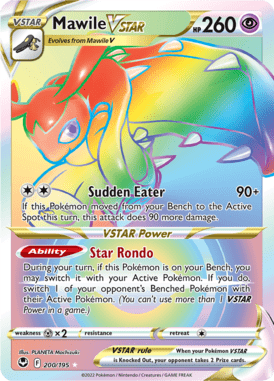 VSTAR Mawile VSTAR HP 260
Evolves from Mawile V
Sudden Eater 90+
If this Pokémon moved from your Bench to the Active
Spot this turn, this attack does 90 more damage.
VSTAR Power
Ability Star Rondo
During your turn, if this Pokémon is on your Bench, you
may switch it with your Active Pokémon. If you do,
switch 1 of your opponent's Benched Pokémon with
their Active Pokémon. (You can't use more than 1 VSTAR
Power in a game.)
weakness ×2 resistance retreat
Illus. PLANETA Mochizuki
VSTAR rule When your Pokémon VSTAR
is Knocked Out, your opponent takes 2 Prize cards.
F 200/195
©2022 Pokémon / Nintendo / Creatures / GAME FREAK